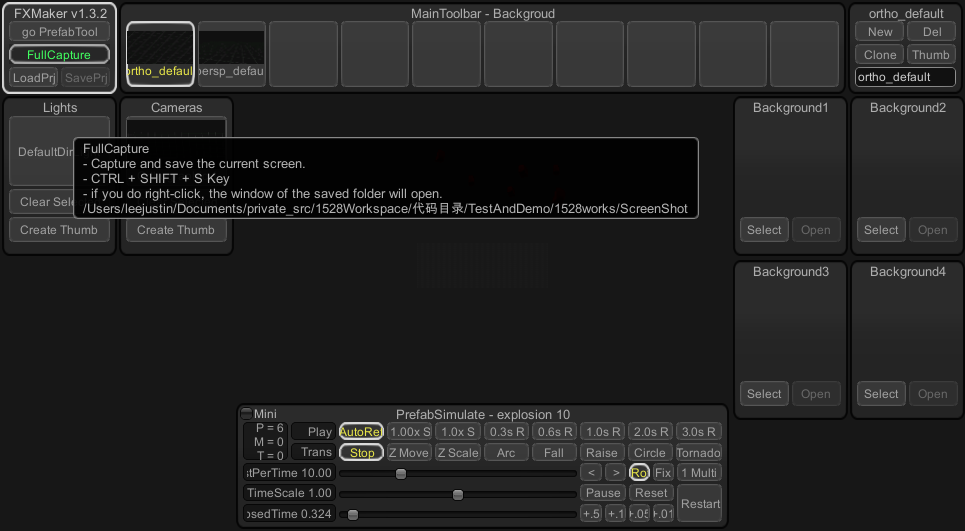 FXMaker v1.3.2
go PrefabTool
FullCapture
LoadPrj SavePrj
MainToolbar - Backgroud
ortho_defaul persp_defau
ortho_default
New Del
Clone Thumb
ortho_default
Lights
DefaultDir
Clear Sele
Create Thumb
Cameras
Create Thumb
FullCapture
- Capture and save the current screen.
- CTRL + SHIFT + S Key
- if you do right-click, the window of the saved folder will open.
/Users/leejustin/Documents/private_src/1528Workspace/代码目录/TestAndDemo/1528works/ScreenShot
Background1
Select Open
Background2
Select Open
Background3
Select Open
Background4
Select Open
Mini
PrefabSimulate - explosion 10
P = 6
M = 0
T = 0
Play AutoRet 1.00x S 1.0x S 0.3s R 0.6s R 1.0s R 2.0s R 3.0s R
Trans Stop Z Move Z Scale Arc Fall Raise Circle Tornado
stPerTime 10.00 < > Ro Fix 1 Multi
TimeScale 1.00 Pause Reset Restart
osedTime 0.324 +.5 +.1 +.05 +.01